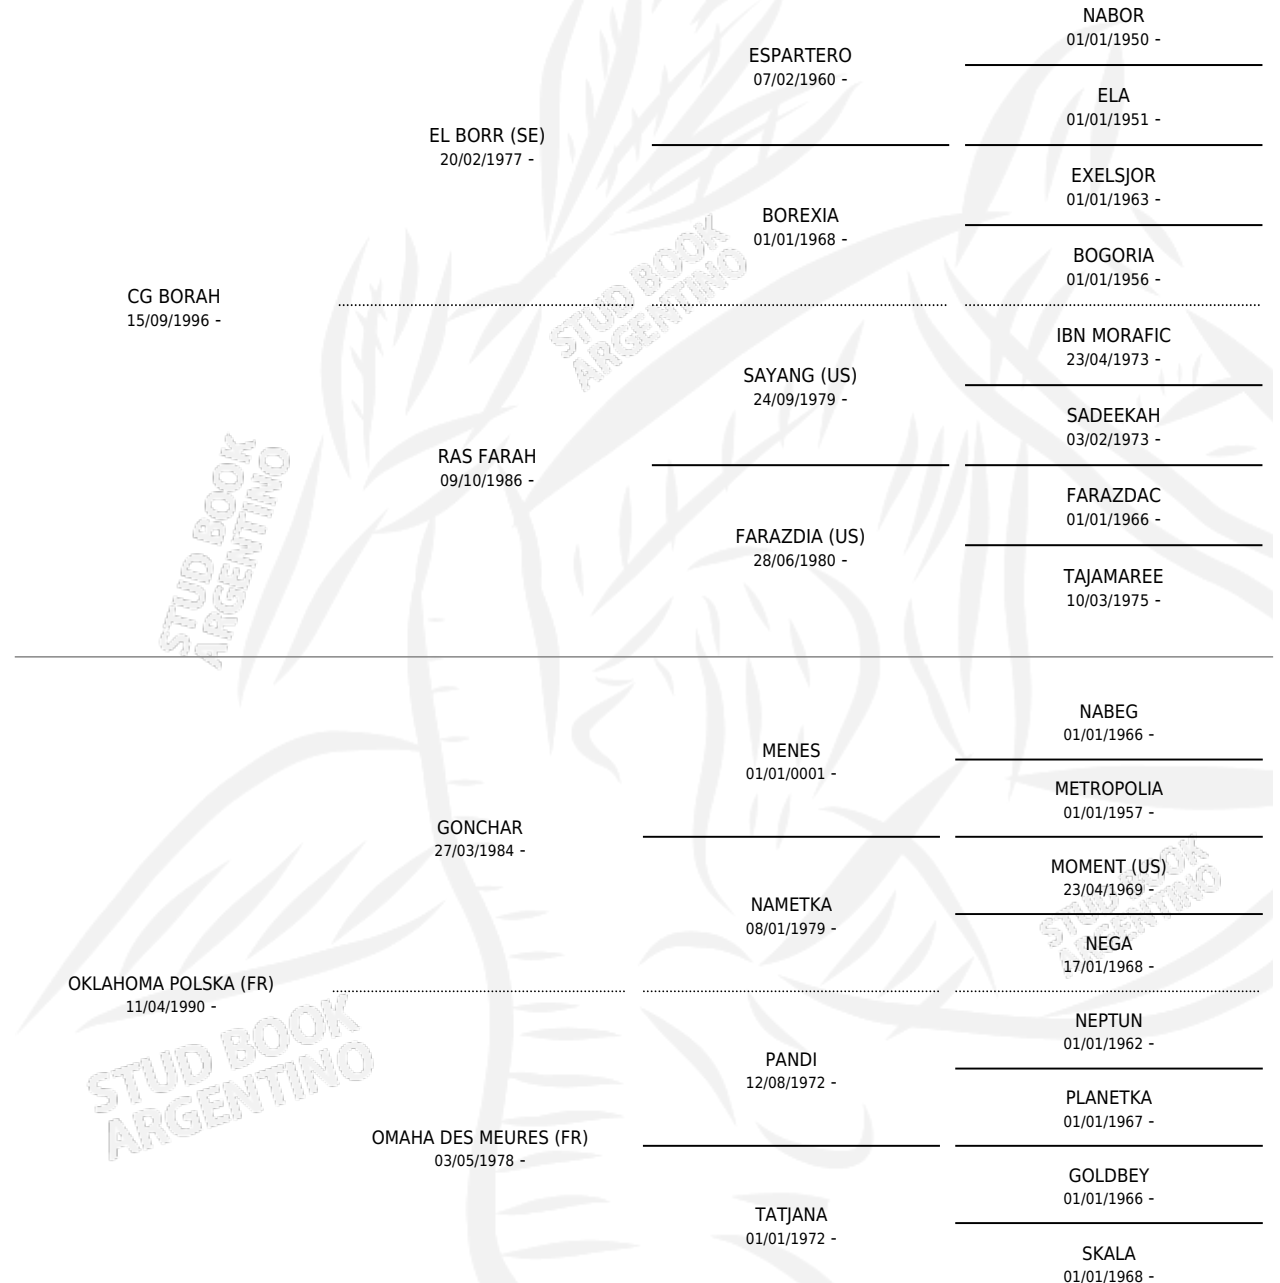 NABOR
01/01/1950 -
ESPARTERO
07/02/1960 -
ELA
01/01/1951 -
EL BORR (SE)
20/02/1977 -
EXELSJOR
01/01/1963 -
BOREXIA
01/01/1968 -
BOGORIA
01/01/1956 -
CG BORAH
15/09/1996 -
IBN MORAFIC
23/04/1973 -
SAYANG (US)
24/09/1979 -
SADEEKAH
03/02/1973 -
RAS FARAH
09/10/1986 -
FARAZDAC
01/01/1966 -
FARAZDIA (US)
28/06/1980 -
TAJAMAREE
10/03/1975 -
NABEG
01/01/1966 -
MENES
01/01/0001 -
METROPOLIA
01/01/1957 -
GONCHAR
27/03/1984 -
MOMENT (US)
23/04/1969 -
NAMETKA
08/01/1979 -
NEGA
17/01/1968 -
OKLAHOMA POLSKA (FR)
11/04/1990 -
NEPTUN
01/01/1962 -
PANDI
12/08/1972 -
PLANETKA
01/01/1967 -
OMAHA DES MEURES (FR)
03/05/1978 -
GOLDBEY
01/01/1966 -
TATJANA
01/01/1972 -
SKALA
01/01/1968 -
STUD BOOK
ARGENTINO
STUD BOOK
ARGENTINO
STUD BOOK
ARGENTINO
STUD BOOK
ARGENTINO